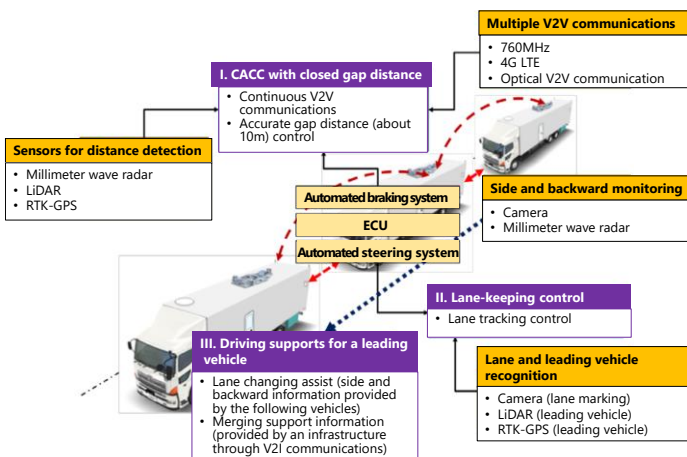 Multiple V2V communications
• 760MHz
• 4G LTE
• Optical V2V communication
I. CACC with closed gap distance
• Continuous V2V
communications
• Accurate gap distance (about
10m) control
Sensors for distance detection
• Millimeter wave radar
• LiDAR
• RTK-GPS
Automated braking system
ECU
Automated steering system
Side and backward monitoring
• Camera
• Millimeter wave radar
II. Lane-keeping control
• Lane tracking control
III. Driving supports for a leading
vehicle
• Lane changing assist (side and
backward information provided
by the following vehicles)
• Merging support information
(provided by an infrastructure
through V2I communications)
Lane and leading vehicle
recognition
• Camera (lane marking)
• LiDAR (leading vehicle)
• RTK-GPS (leading vehicle)